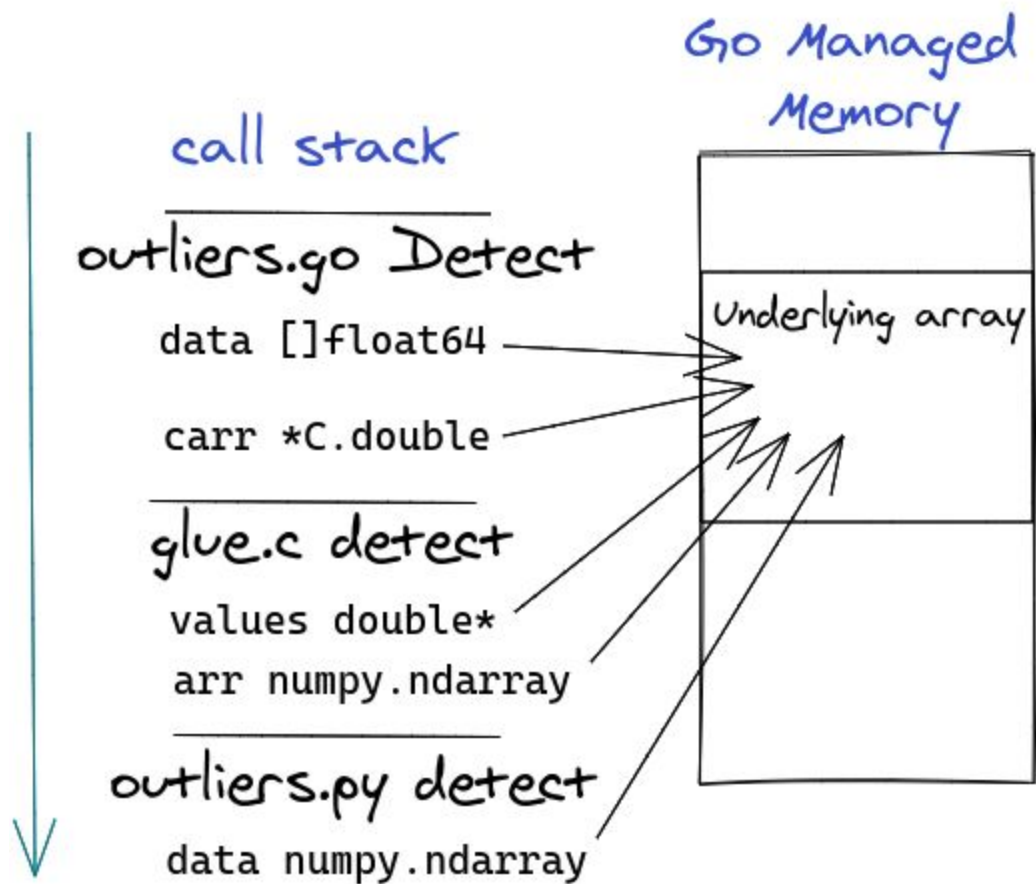 Go Managed
Memory
call stack
outliers.go Detect
data []float64
carr *C.double
glue.c detect
values double*
arr numpy.ndarray
outliers.py detect
data numpy.ndarray
Underlying array